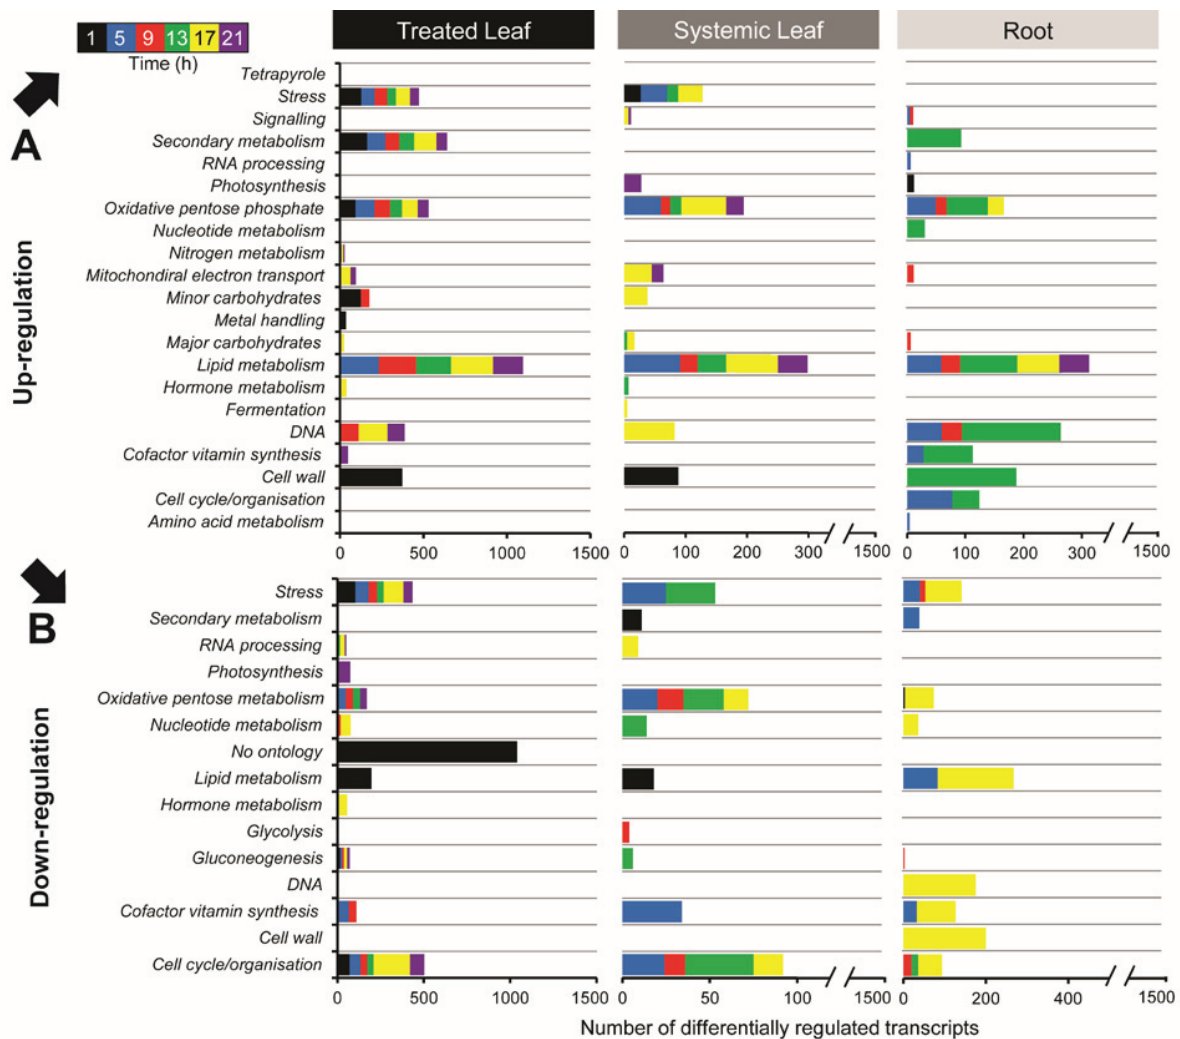 Treated Leaf Systemic Leaf Root
1 5 9 13 17 21
Time (h)
A
Up-regulation
Tetrapyrole
Stress
Signalling
Secondary metabolism
RNA processing
Photosynthesis
Oxidative pentose phosphate
Nucleotide metabolism
Nitrogen metabolism
Mitochondiral electron transport
Minor carbohydrates
Metal handling
Major carbohydrates
Lipid metabolism
Hormone metabolism
Fermentation
DNA
Cofactor vitamin synthesis
Cell wall
Cell cycle/organisation
Amino acid metabolism
0 500 1000 1500 0 100 200 300 1500 0 100 200 300 1500
B
Down-regulation
Stress
Secondary metabolism
RNA processing
Photosynthesis
Oxidative pentose metabolism
Nucleotide metabolism
No ontology
Lipid metabolism
Hormone metabolism
Glycolysis
Gluconeogenesis
DNA
Cofactor vitamin synthesis
Cell wall
Cell cycle/organisation
0 500 1000 1500 0 50 100 1500 0 200 400 1500
Number of differentially regulated transcripts